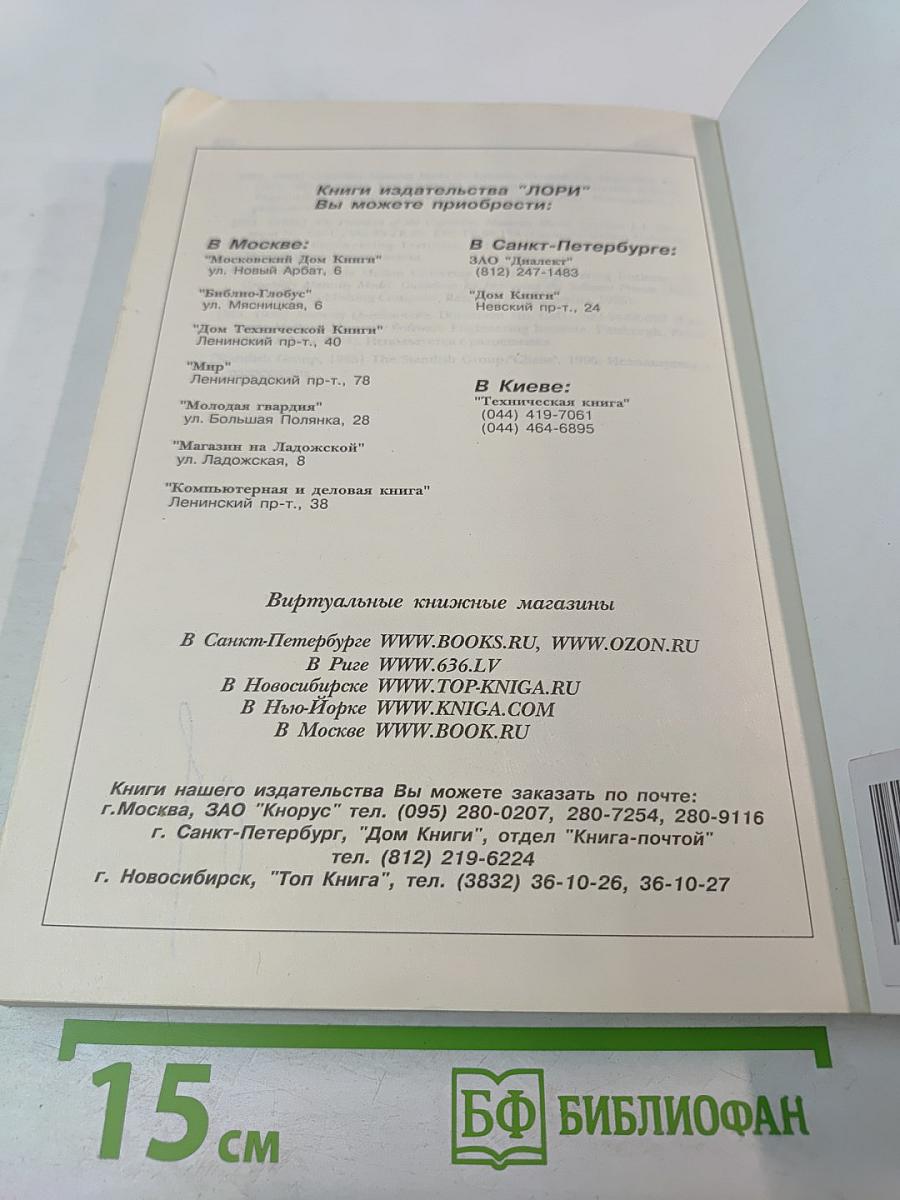 Книги издательства "ЛОРИ"
Вы можете приобрести:
В Москве:
"Московский Дом Книги"
ул. Новый Арбат, 6
"Библио-Глобус"
ул. Мясницкая, 6
"Дом Технической Книги"
Ленинский пр-т., 40
"Мир"
Ленинградский пр-т., 78
"Молодая гвардия"
ул. Большая Полянка, 28
"Магазин на Ладожской"
ул. Ладожская, 8
"Компьютерная и деловая книга"
Ленинский пр-т., 38
В Санкт-Петербурге:
ЗАО "Диалект"
(812) 247-1483
"Дом Книги"
Невский пр-т., 24
В Киеве:
"Техническая книга"
(044) 419-7061
(044) 464-6895
Виртуальные книжные магазины
В Санкт-Петербурге WWW.BOOKS.RU, WWW.OZON.RU
В Риге WWW.636.LV
В Новосибирске WWW.TOP-KNIGA.RU
В Нью-Йорке WWW.KNIGA.COM
В Москве WWW.BOOK.RU
Книги нашего издательства Вы можете заказать по почте:
г.Москва, ЗАО "Кнорус" тел. (095) 280-0207, 280-7254, 280-9116
г. Санкт-Петербург, "Дом Книги", отдел "Книга-почтой"
тел. (812) 219-6224
г. Новосибирск, "Топ Книга", тел. (3832) 36-10-26, 36-10-27
15 см
БФ БИБЛИОФАН